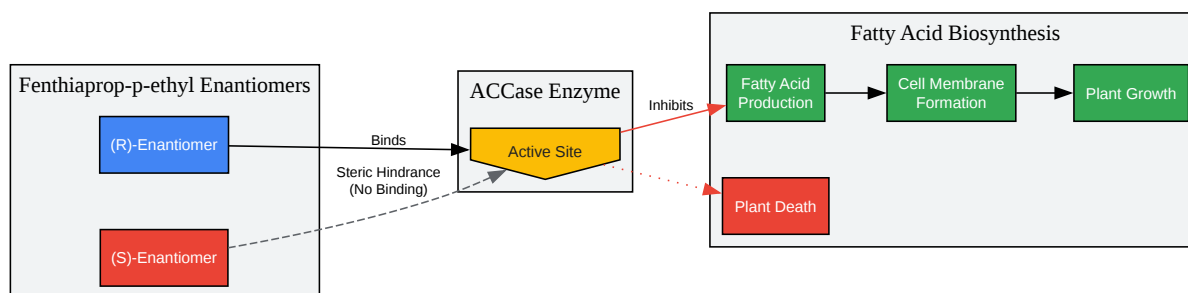 Fenthiaprop-p-ethyl Enantiomers
(R)-Enantiomer
(S)-Enantiomer
Binds
Steric Hindrance
(No Binding)
ACCase Enzyme
Active Site
Inhibits
Fatty Acid Biosynthesis
Fatty Acid
Production
Cell Membrane
Formation
Plant Growth
Plant Death